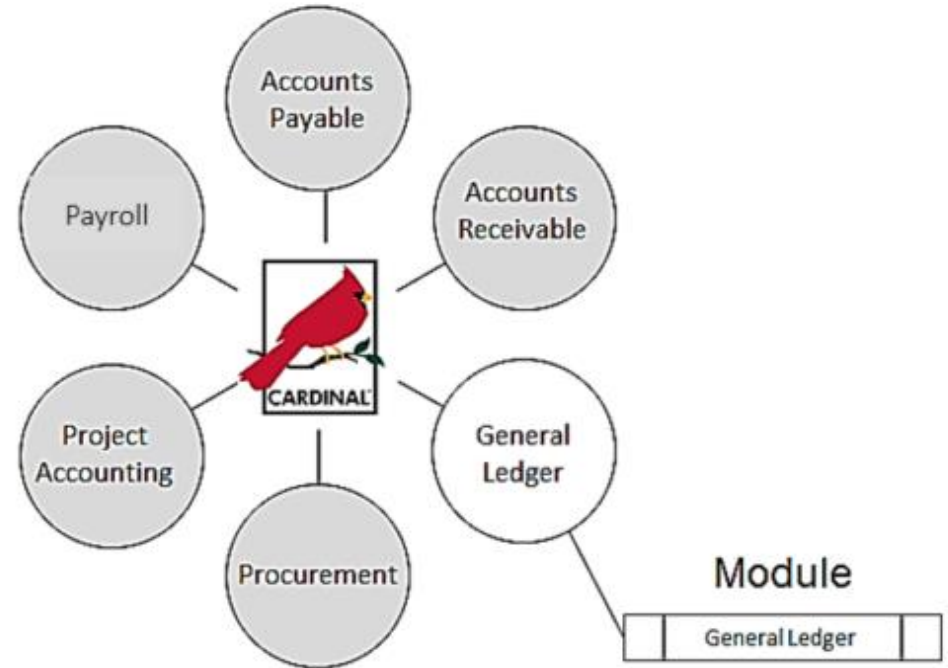 Accounts
Payable
Payroll
Accounts
Receivable
CARDINAL
Project
Accounting
General
Ledger
Procurement
Module
General Ledger